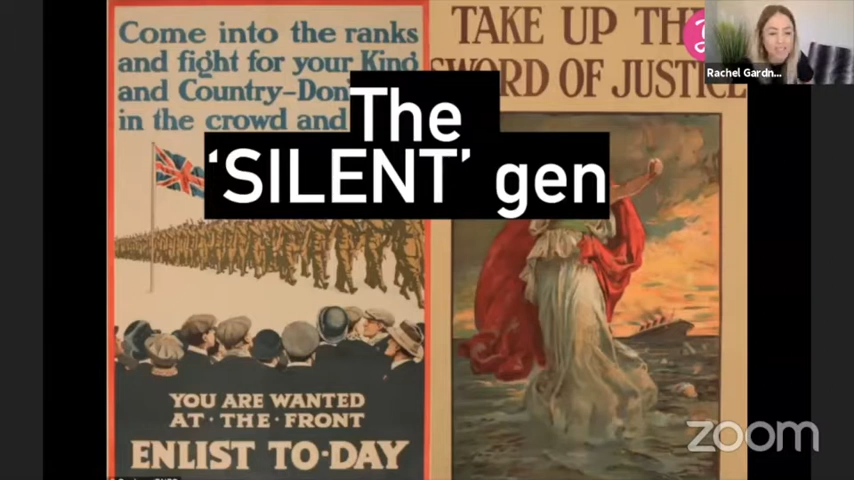 Come into the ranks
and fight for your King
and Country-Don'
in the crowd and
TAKE UP TH
SWORD OF JUSTICE
Rachel Gardn...
The
'SILENT' gen
YOU ARE WANTED
AT·THE·FRONT
ENLIST TO-DAY
zoom